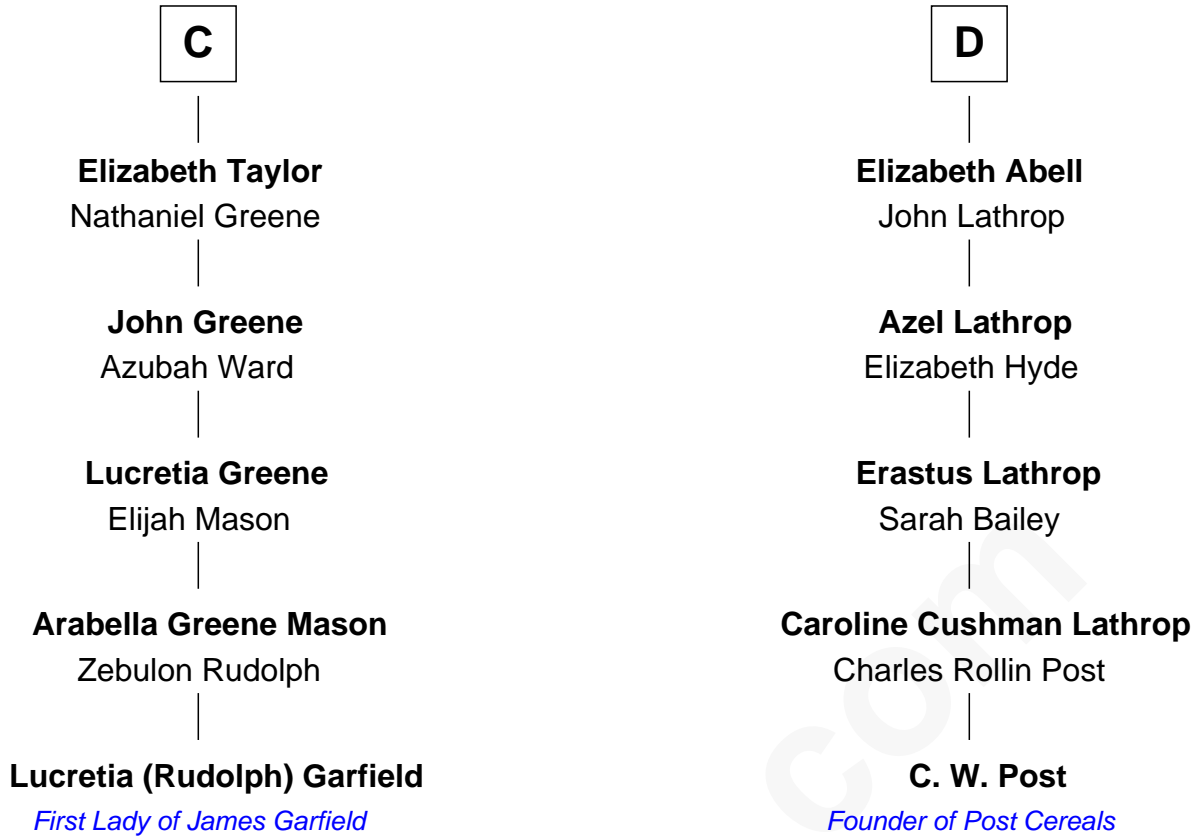 C
D
Elizabeth Taylor
Nathaniel Greene
Elizabeth Abell
John Lathrop
John Greene
Azubah Ward
Azel Lathrop
Elizabeth Hyde
Lucretia Greene
Elijah Mason
Erastus Lathrop
Sarah Bailey
Arabella Greene Mason
Zebulon Rudolph
Caroline Cushman Lathrop
Charles Rollin Post
Lucretia (Rudolph) Garfield
First Lady of James Garfield
C. W. Post
Founder of Post Cereals
com